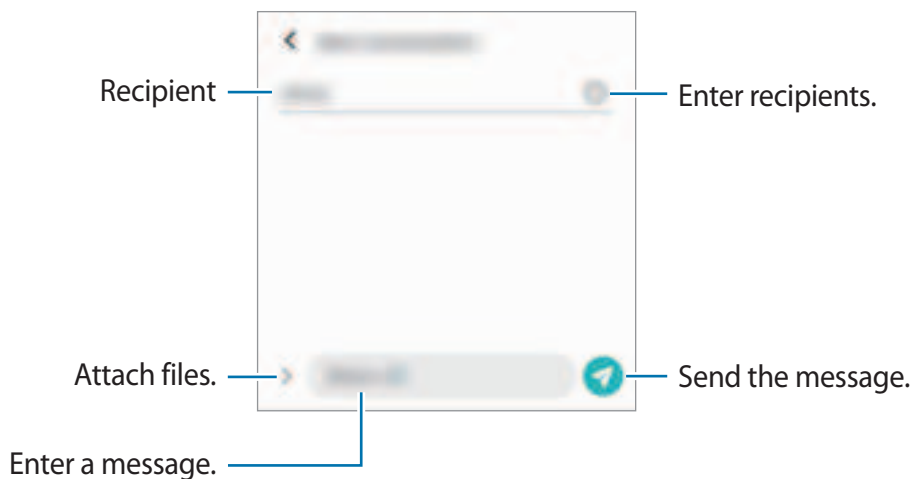 Recipient
Enter recipients.
Attach files.
Send the message.
Enter a message.